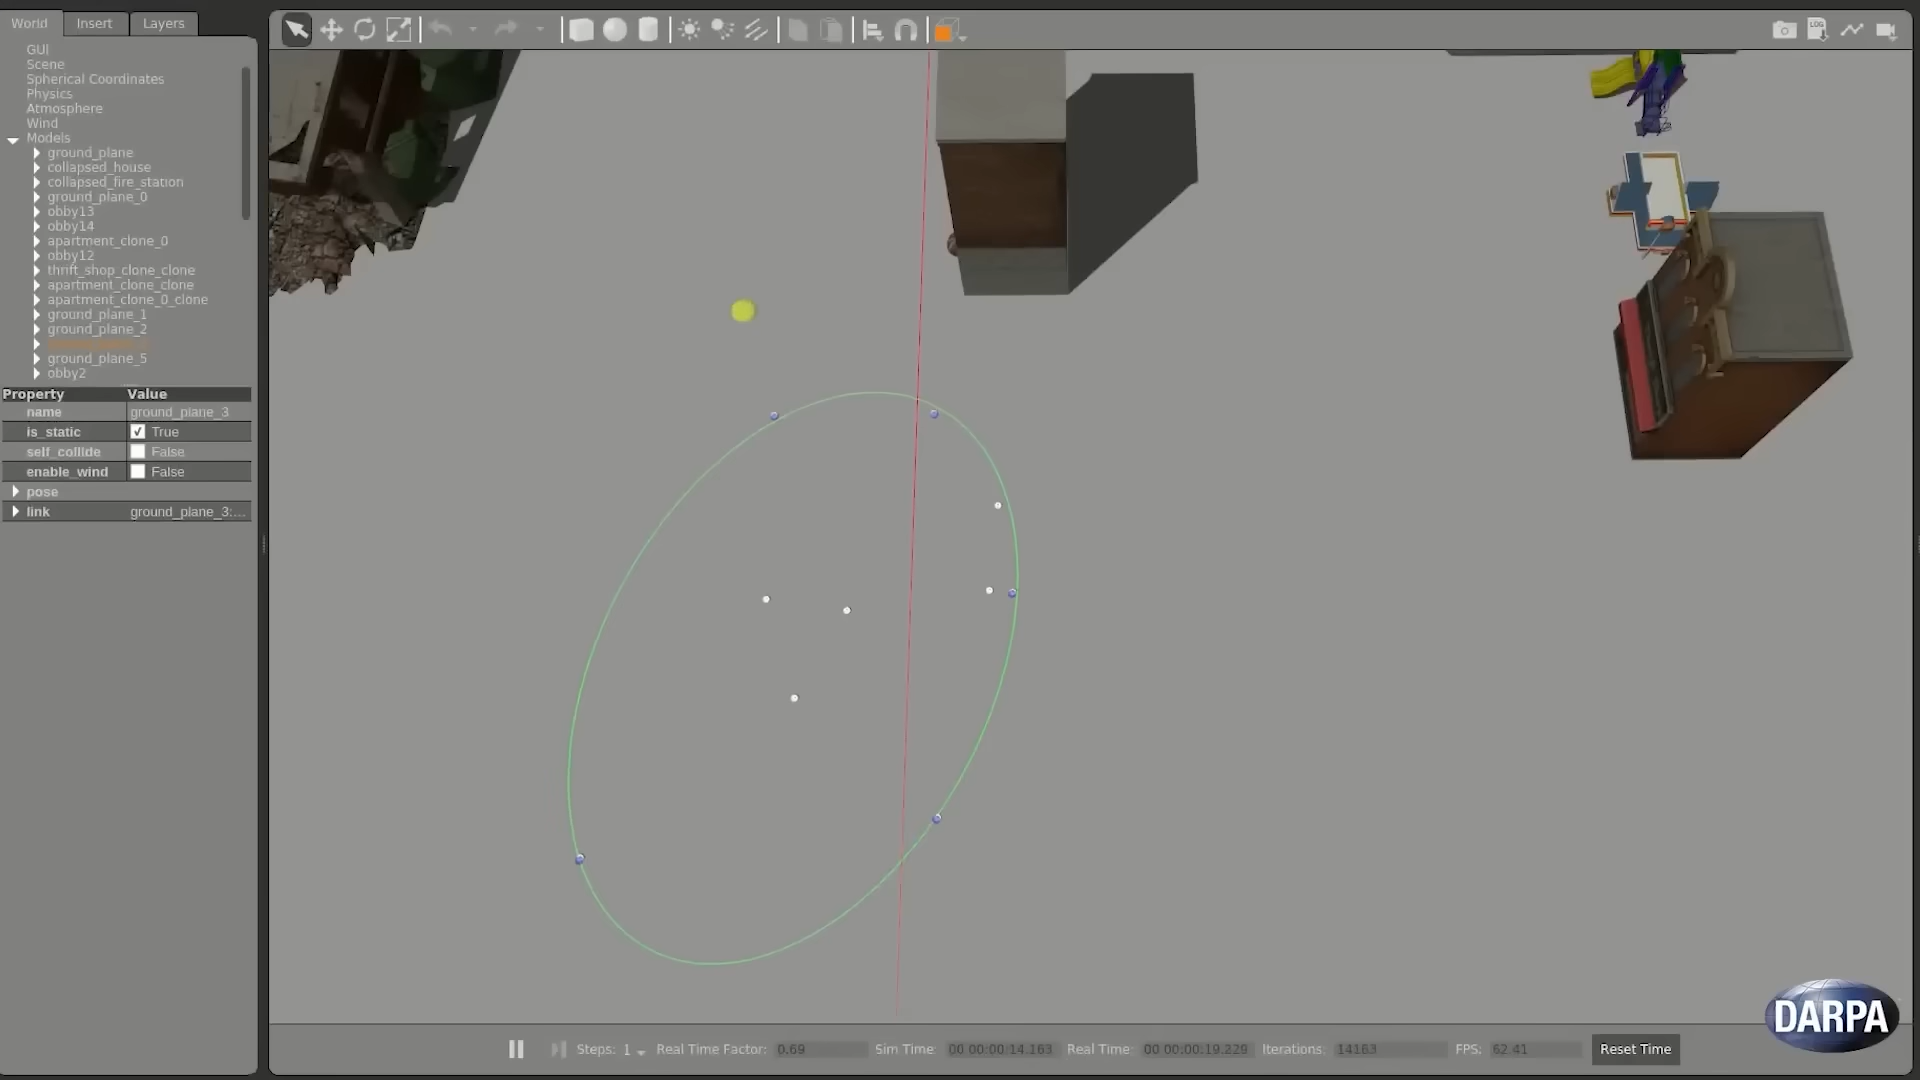 World Insert Layers
GUI
Scene
Spherical Coordinates
Physics
Atmosphere
Wind
Models
ground_plane
collapsed_house
collapsed_fire_station
ground_plane_0
obby13
obby14
apartment_clone_0
obby12
thrift_shop_clone_clone
apartment_clone_clone
apartment_clone_0_clone
ground_plane_1
ground_plane_2
ground_plane_5
obby2
Property Value
name ground_plane_3
is_static True
self_collide False
enable_wind False
pose
link ground_plane_3:...
LOG
DARPA
Steps: 1 Real Time Factor: 0.69 Sim Time: 00 00:00:14.163 Real Time: 00 00:00:19.229 Iterations: 14163 FPS: 62.41 Reset Time